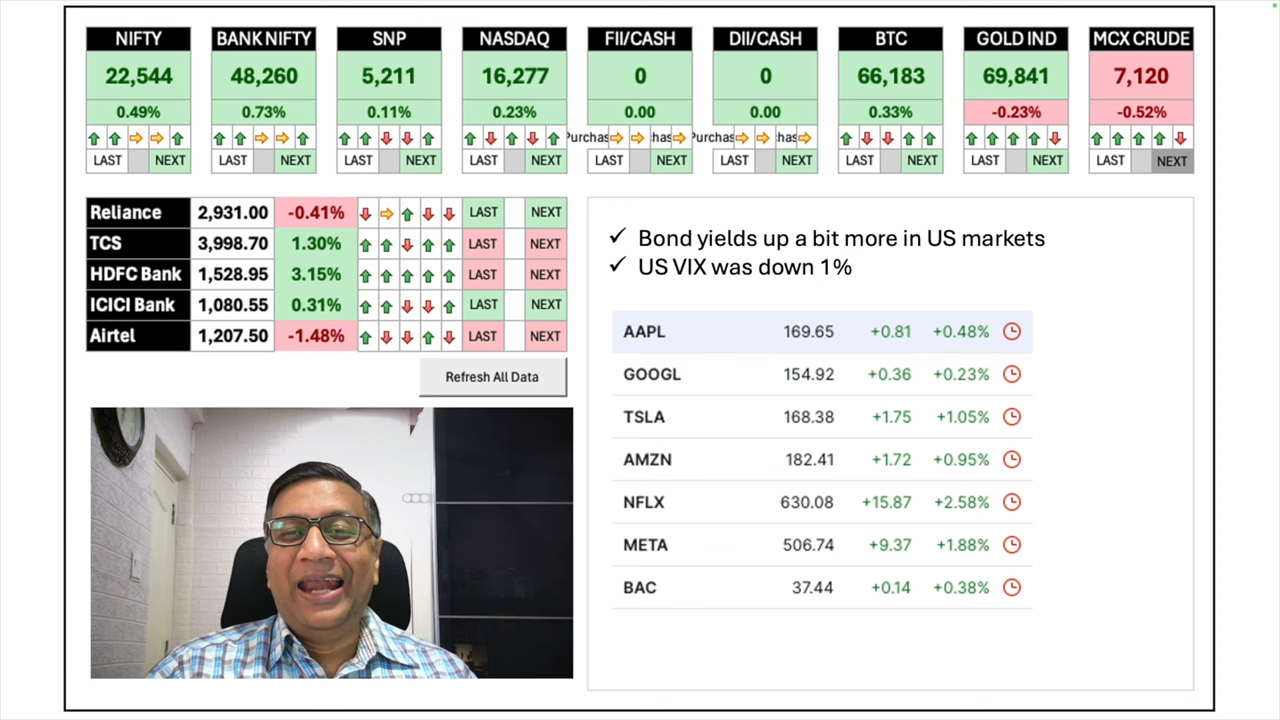 NIFTY BANK NIFTY SNP NASDAQ FII/CASH DII/CASH BTC GOLD IND MCX CRUDE
22,544 48,260 5,211 16,277 0 0 66,183 69,841 7,120
0.49% 0.73% 0.11% 0.23% 0.00 0.00 0.33% -0.23% -0.52%
Purchas has Purchas has
LAST NEXT LAST NEXT LAST NEXT LAST NEXT LAST NEXT LAST NEXT LAST NEXT LAST NEXT LAST NEXT
Reliance 2,931.00 -0.41% LAST NEXT
TCS 3,998.70 1.30% LAST NEXT
HDFC Bank 1,528.95 3.15% LAST NEXT
ICICI Bank 1,080.55 0.31% LAST NEXT
Airtel 1,207.50 -1.48% LAST NEXT
Refresh All Data
✓ Bond yields up a bit more in US markets
✓ US VIX was down 1%
AAPL 169.65 +0.81 +0.48%
GOOGL 154.92 +0.36 +0.23%
TSLA 168.38 +1.75 +1.05%
AMZN 182.41 +1.72 +0.95%
NFLX 630.08 +15.87 +2.58%
META 506.74 +9.37 +1.88%
BAC 37.44 +0.14 +0.38%